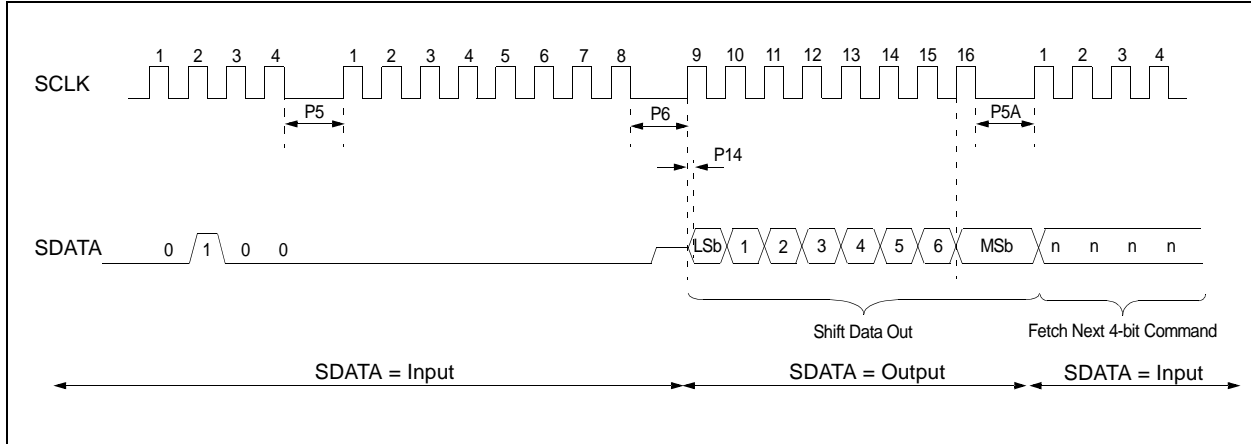 1 2 3 4 1 2 3 4 5 6 7 8 9 10 11 12 13 14 15 16 1 2 3 4
SCLK
P5 P6 P5A
P14
SDATA 0 1 0 0 LSb 1 2 3 4 5 6 MSb n n n n
Shift Data Out Fetch Next 4-bit Command
SDATA = Input SDATA = Output SDATA = Input